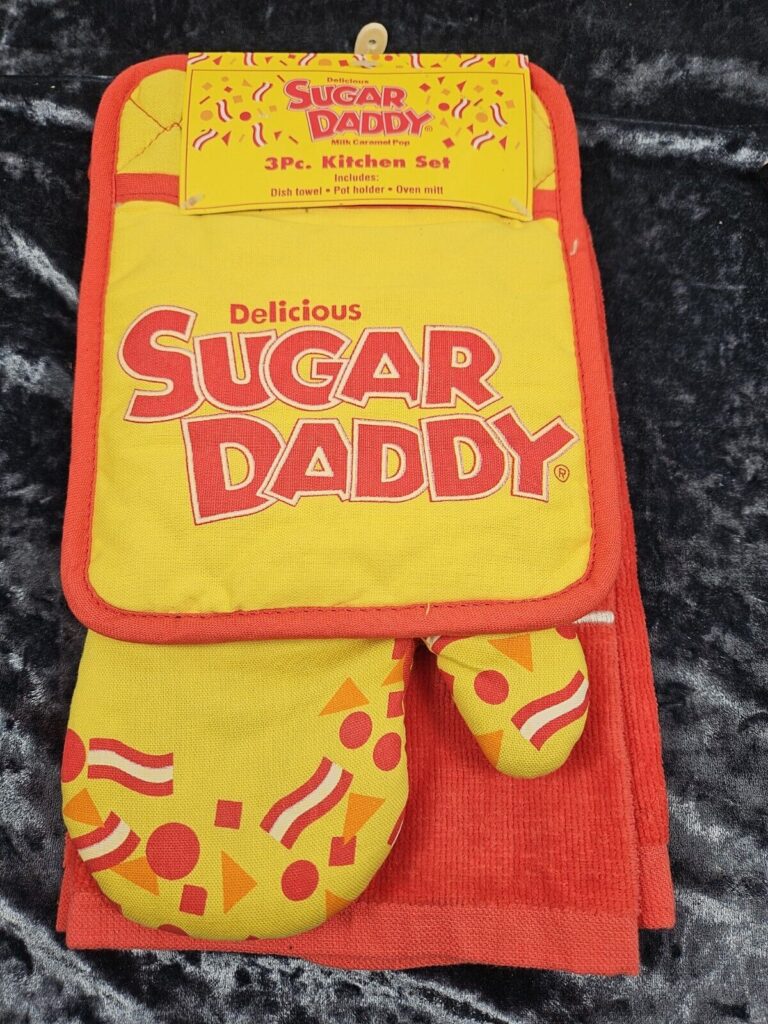 Delicious
SUGAR
DADDY®
Milk Caramel Pop
3Pc. Kitchen Set
Includes:
Dish towel • Pot holder • Oven mitt
Delicious
SUGAR
DADDY®